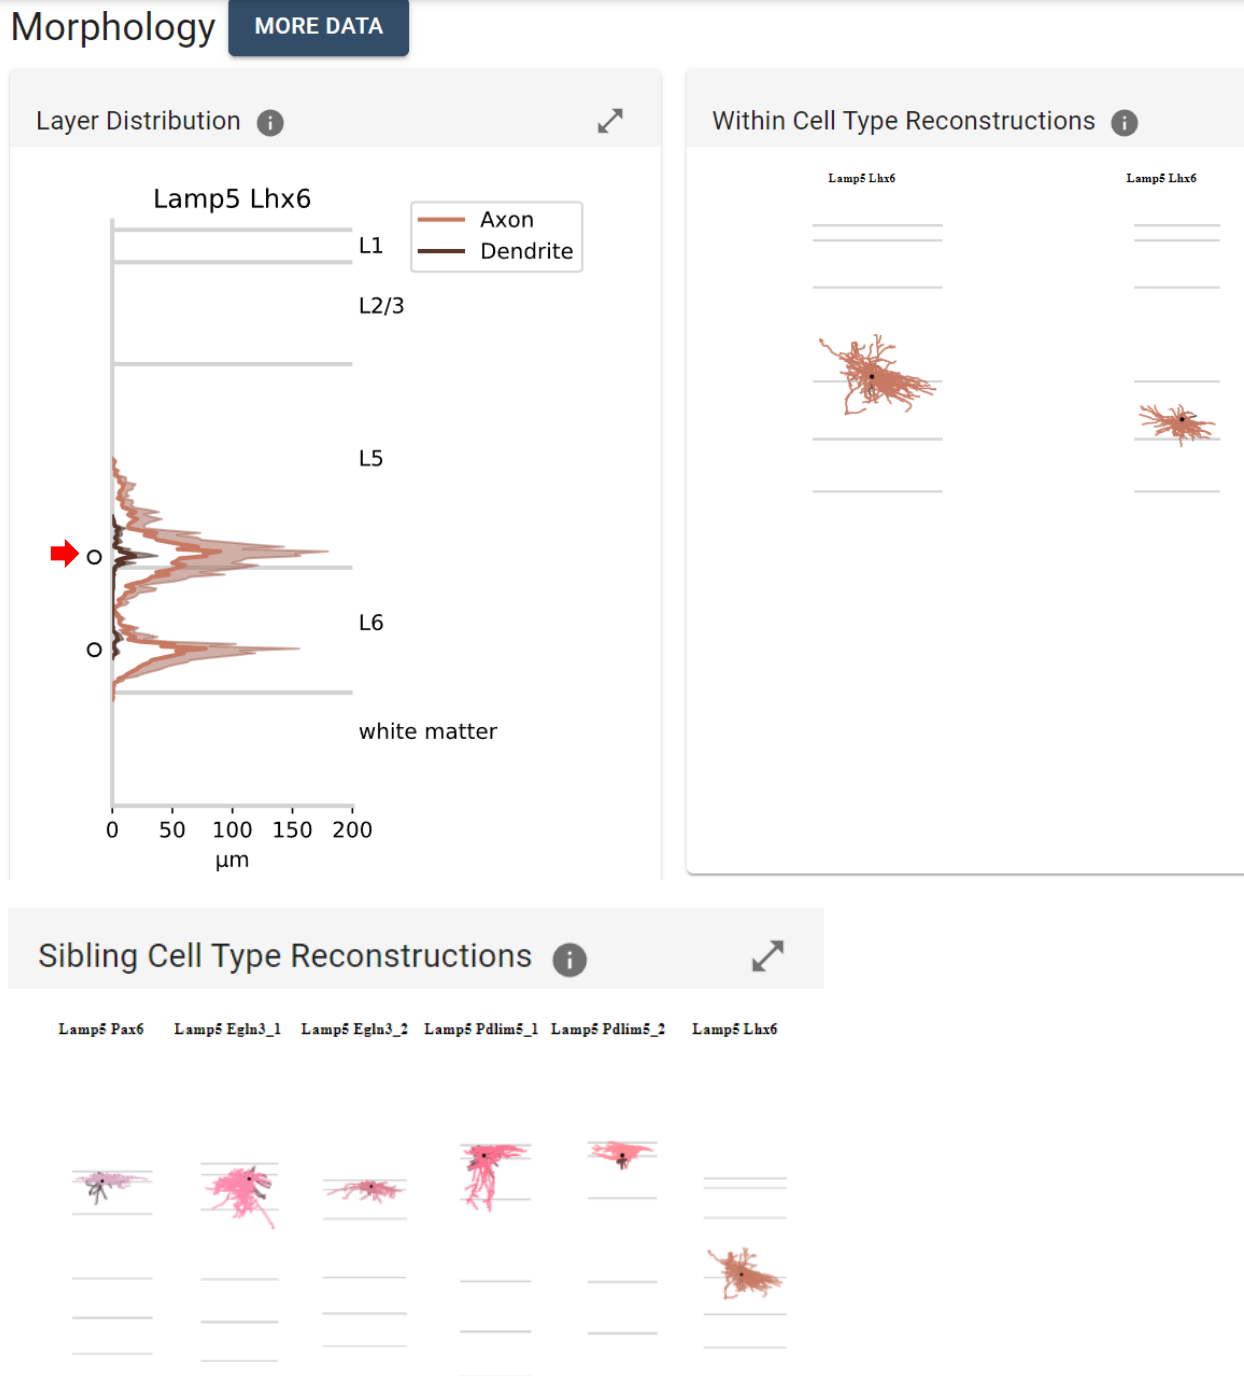 Morphology
MORE DATA
Layer Distribution
Within Cell Type Reconstructions
Lamp5 Lhx6
Axon
Dendrite
L1
L2/3
L5
L6
white matter
0 50 100 150 200
µm
Lamp5 Lhx6
Lamp5 Lhx6
Sibling Cell Type Reconstructions
Lamp5 Pax6
Lamp5 Egln3_1
Lamp5 Egln3_2
Lamp5 Pdlim5_1
Lamp5 Pdlim5_2
Lamp5 Lhx6